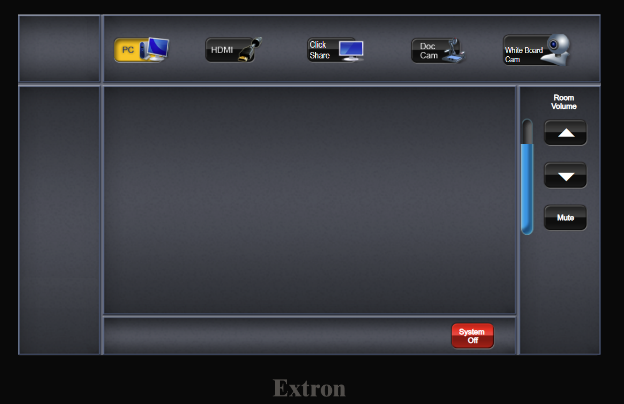 PC
HDMI
Click
Share
Doc
Cam
White Board
Cam
Room
Volume
Mute
System
Off
Extron